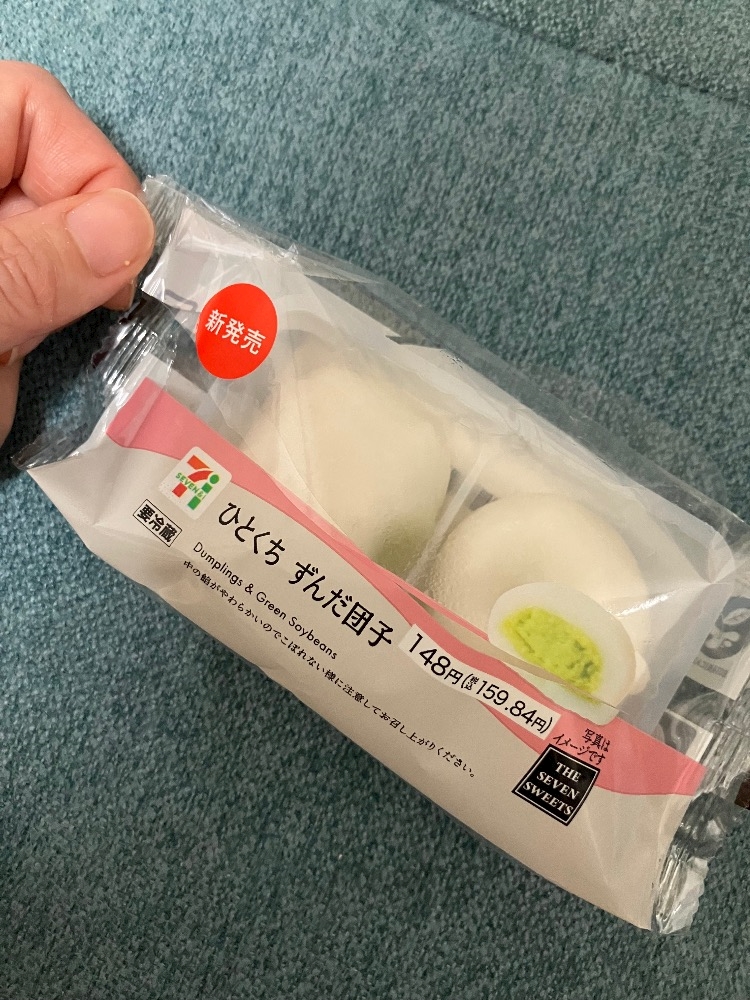 新発売
7i
SEVEN&i
要冷蔵
ひとくち ずんだ団子
Dumplings & Green Soybeans
中の餡がやわらかいのでこぼれない様に注意してお召し上がりください。
148円(税込159.84円)
写真は
イメージです
THE
SEVEN
SWEETS